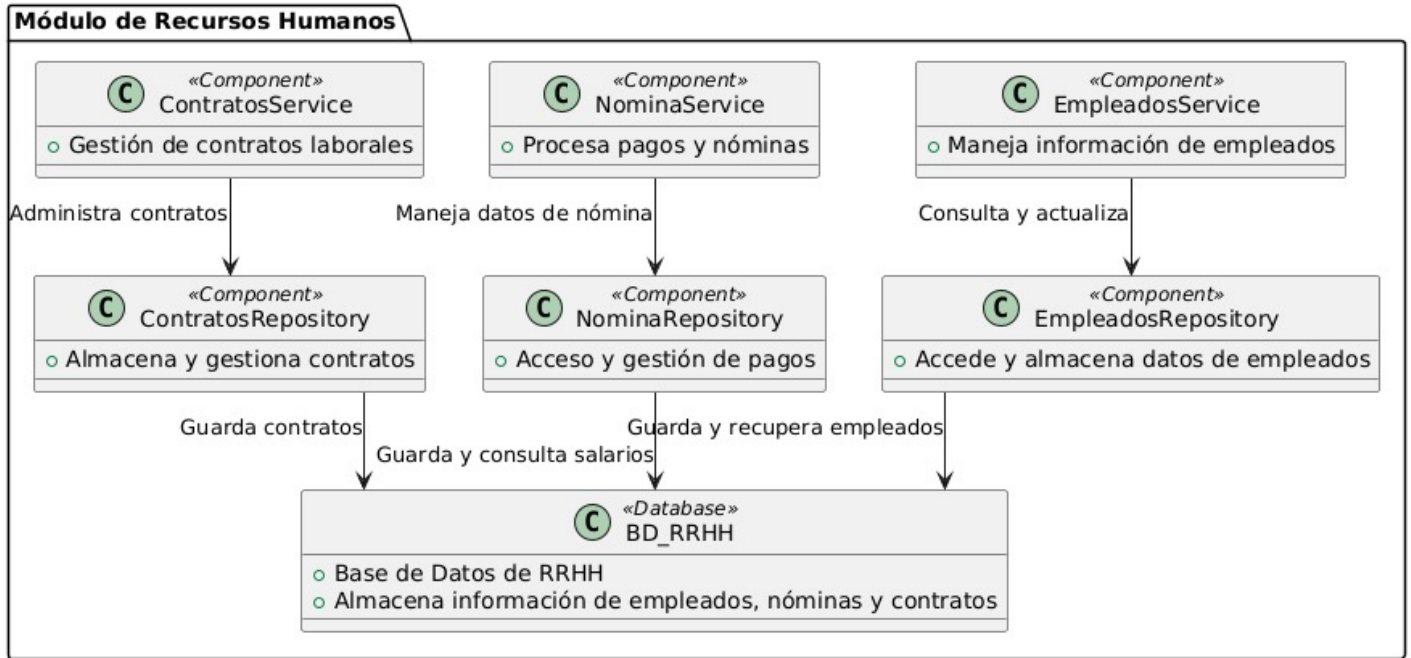 Módulo de Recursos Humanos
C
«Component»
ContratosService
Gestión de contratos laborales
C
«Component»
NominaService
Procesa pagos y nóminas
C
«Component»
EmpleadosService
Maneja información de empleados
Administra contratos
Maneja datos de nómina
Consulta y actualiza
C
«Component»
ContratosRepository
Almacena y gestiona contratos
C
«Component»
NominaRepository
Acceso y gestión de pagos
C
«Component»
EmpleadosRepository
Accede y almacena datos de empleados
Guarda contratos
Guarda y consulta salarios
Guarda y recupera empleados
C
«Database»
BD_RRHH
Base de Datos de RRHH
Almacena información de empleados, nóminas y contratos